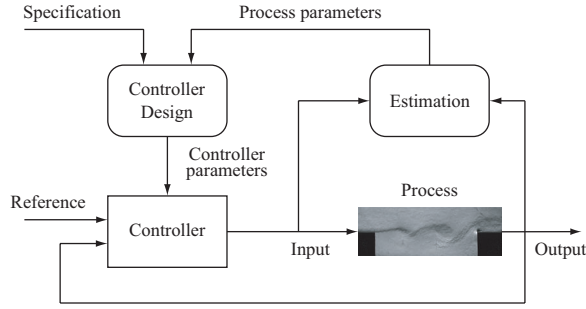 Specification
Process parameters
Controller
Design
Estimation
Controller
parameters
Process
Reference
Controller
Input
Output